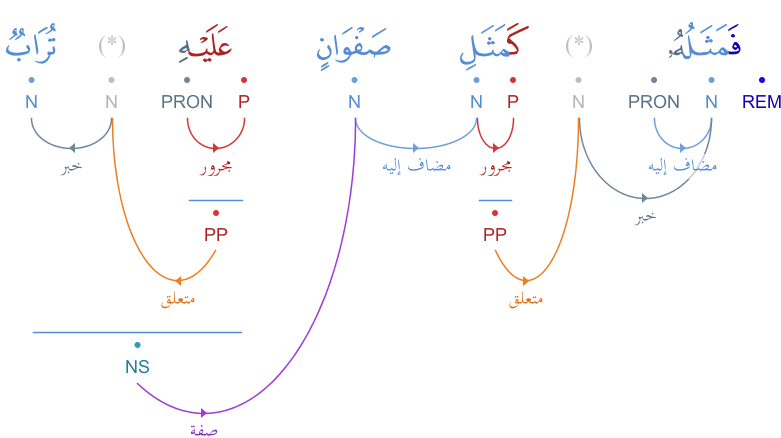 فَمَثَلُهُۥ (*) كَمَثَلِ صَفْوَانٍ عَلَيْهِ (*) تُرَابٌ
REM N PRON N P N N P PRON N N
مضاف إليه مجرور مضاف إليه مجرور خبر
خبر
PP PP
متعلق متعلق
NS
صفة